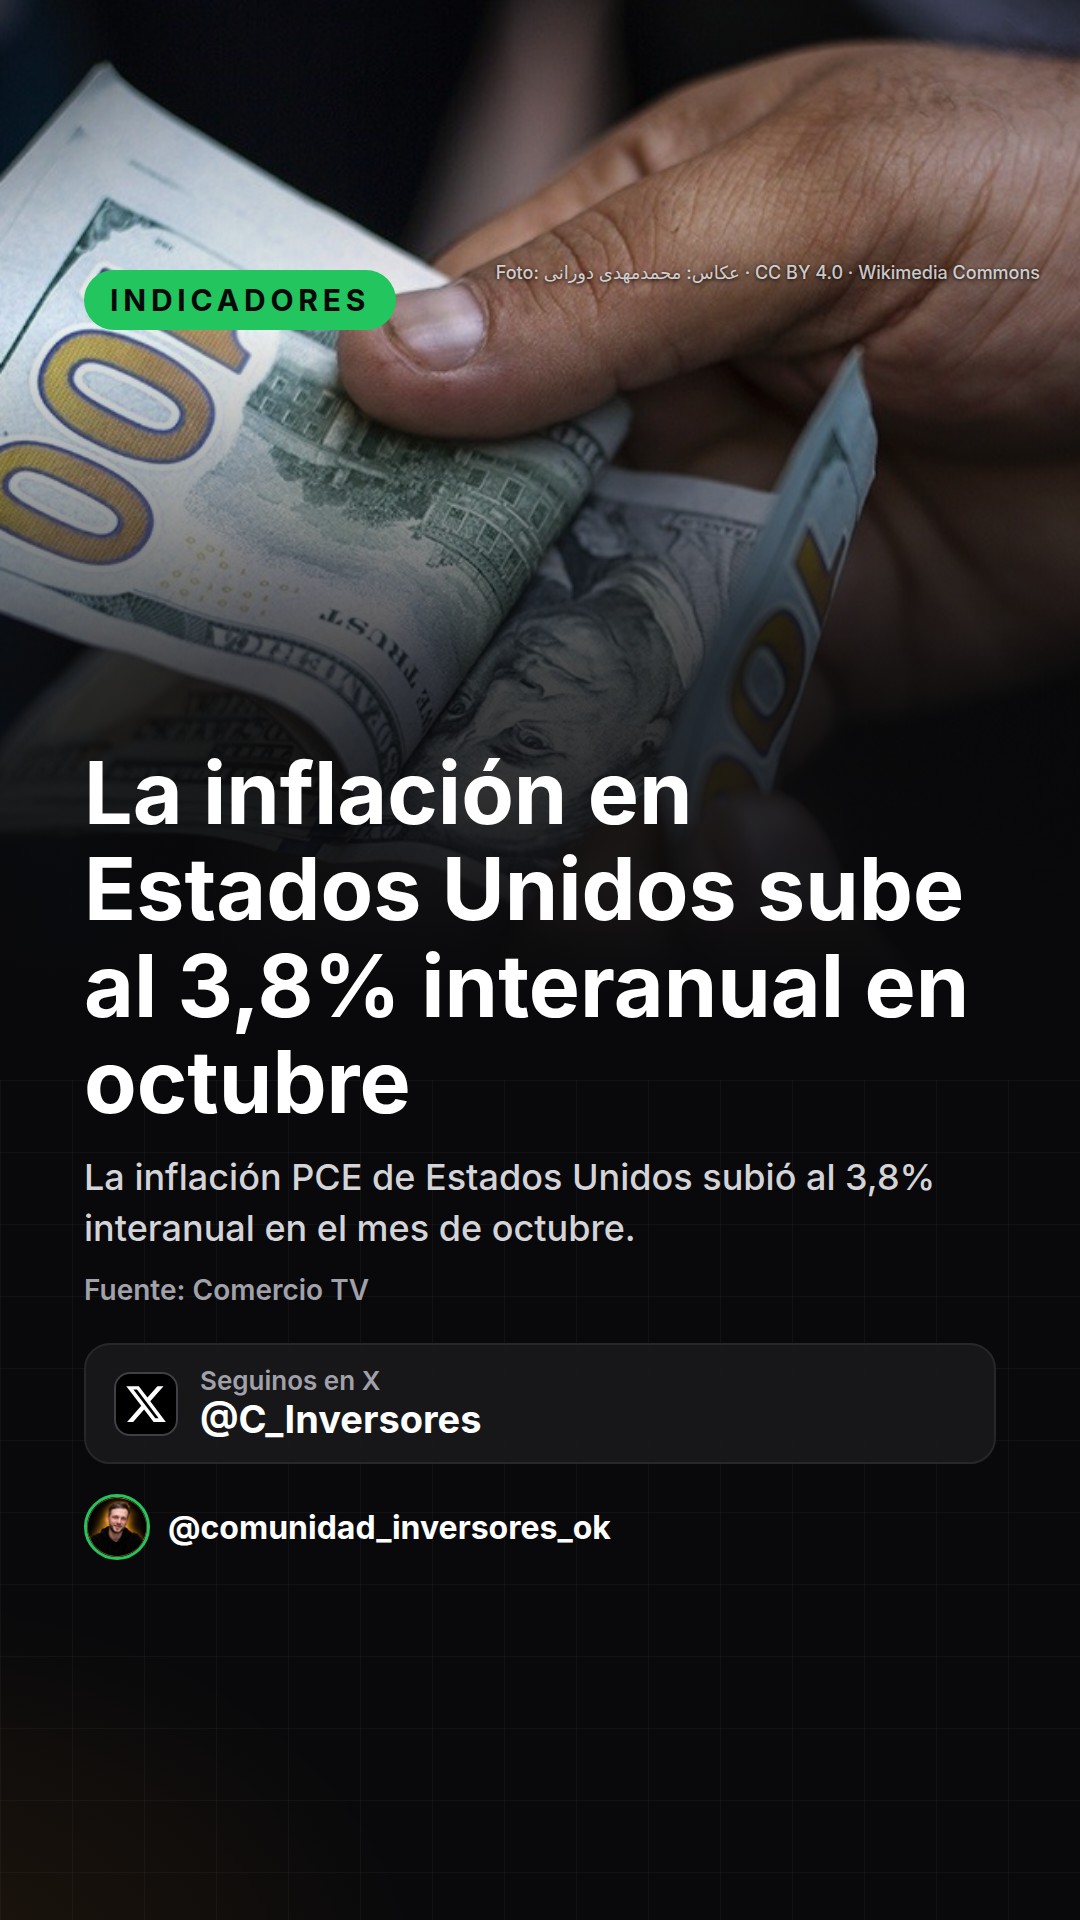 Foto: عکاس: محمدمهدی دورانی · CC BY 4.0 · Wikimedia Commons
INDICADORES
100
TRUST
La inflación en
Estados Unidos sube
al 3,8% interanual en
octubre
La inflación PCE de Estados Unidos subió al 3,8%
interanual en el mes de octubre.
Fuente: Comercio TV
Seguinos en X
@C_Inversores
@comunidad_inversores_ok